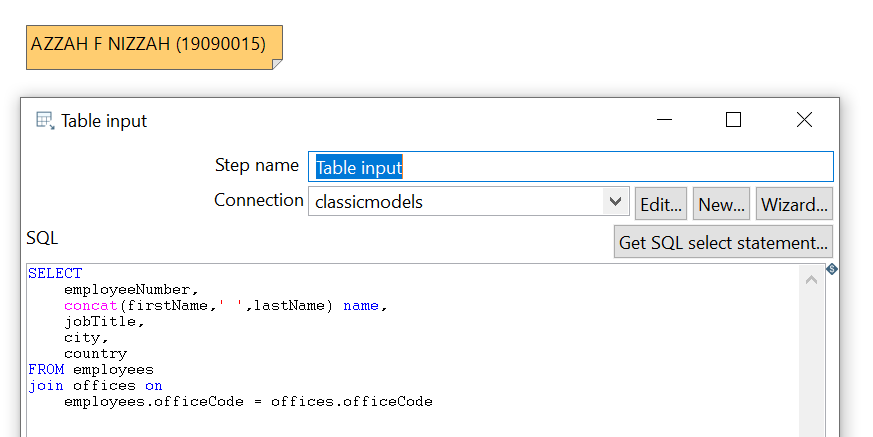 AZZAH F NIZZAH (19090015)
Table input
Step name Table input
Connection classicmodels Edit... New... Wizard...
SQL Get SQL select statement...
SELECT
    employeeNumber,
    concat(firstName,' ',lastName) name,
    jobTitle,
    city,
    country
FROM employees
join offices on
    employees.officeCode = offices.officeCode